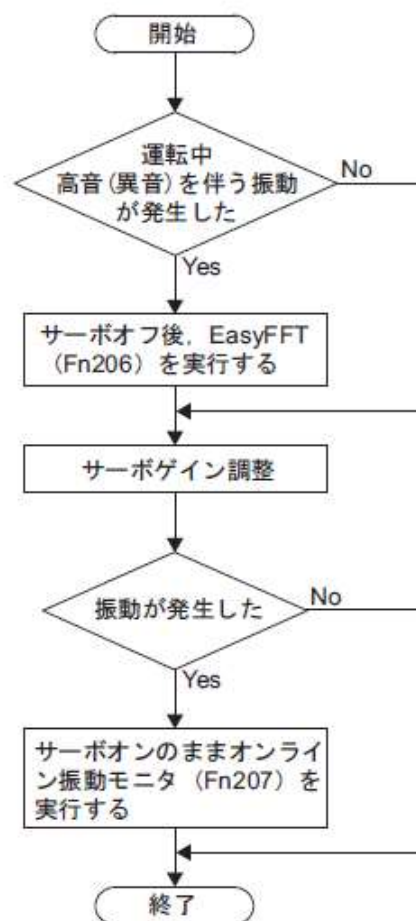 開始
運転中
高音(異音)を伴う振動
が発生した
No
Yes
サーボオフ後，EasyFFT
（Fn206）を実行する
サーボゲイン調整
振動が発生した
No
Yes
サーボオンのままオンライ
ン振動モニタ（Fn207）を
実行する
終了